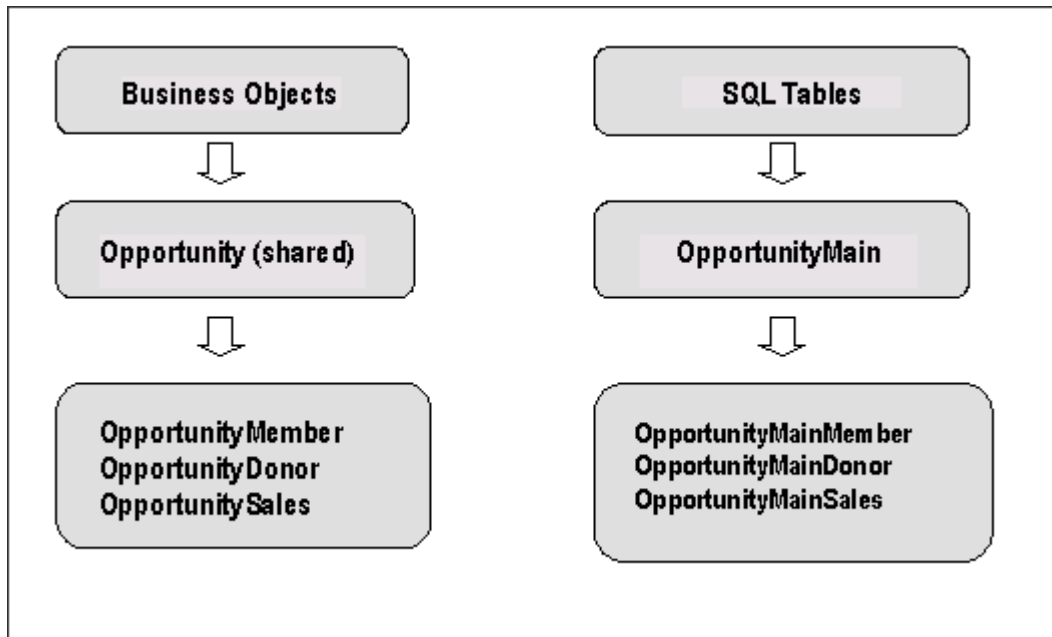 Business Objects
SQL Tables
Opportunity (shared)
OpportunityMain
OpportunityMember
OpportunityDonor
OpportunitySales
OpportunityMainMember
OpportunityMainDonor
OpportunityMainSales